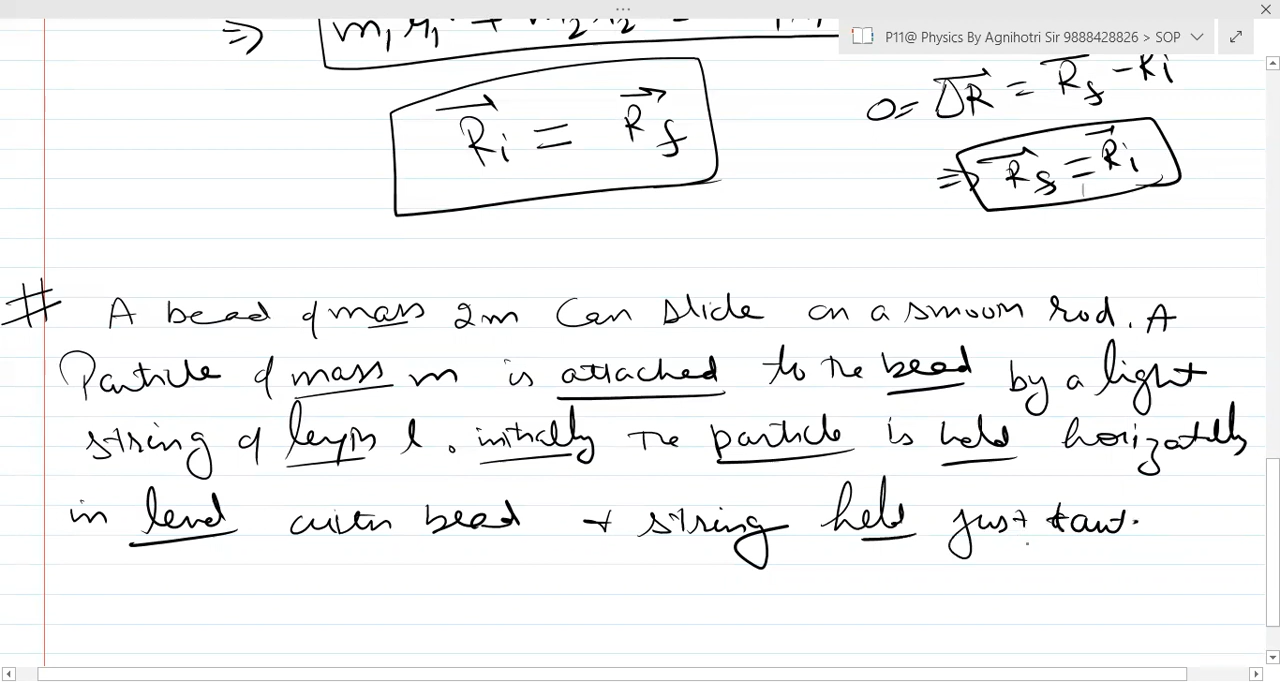 P11@ Physics By Agnihotri Sir 9888428826 > SOP
0 = ΔR⃗ = R⃗f - Ri
R⃗i = R⃗f
⇒ R⃗f = R⃗i
# A bead of mass 2m Can slide on a smooth rod. A
Particle of mass m is attached to the bead by a light
string of length l. initially the particle is held horizontally
in level with bead + string held just taut.